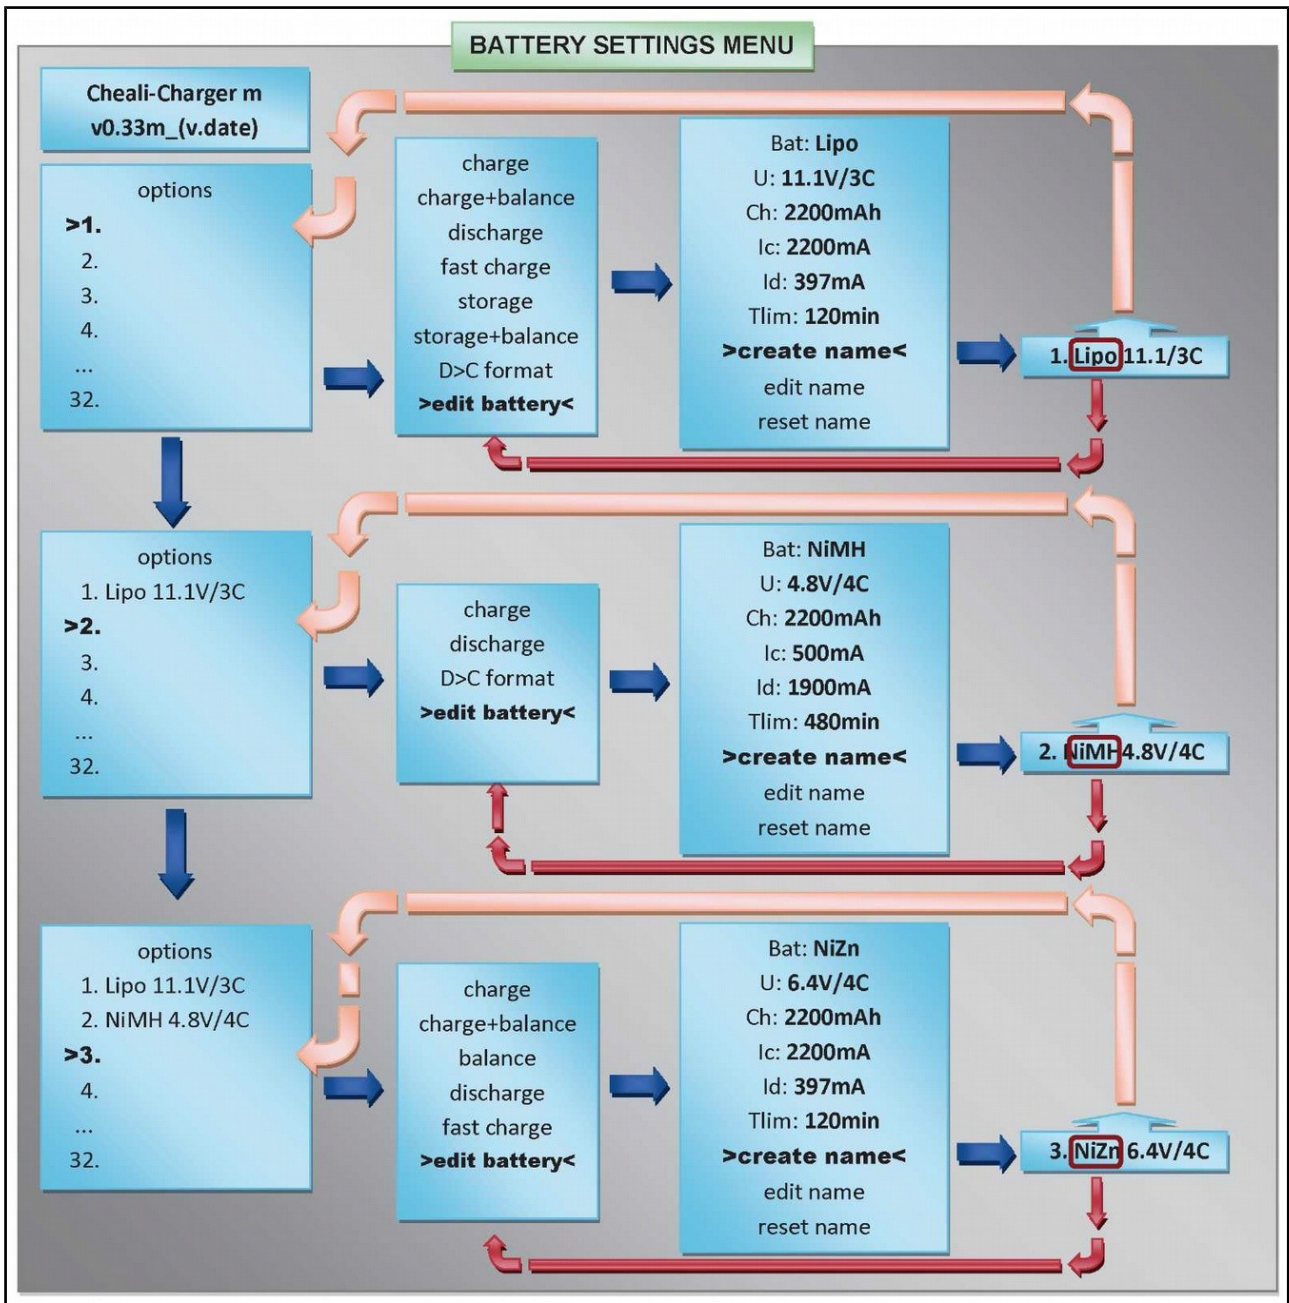 BATTERY SETTINGS MENU
Cheali-Charger m
v0.33m_(v.date)
options
>1.
2.
3.
4.
...
32.
charge
charge+balance
discharge
fast charge
storage
storage+balance
D>C format
>edit battery<
Bat: Lipo
U: 11.1V/3C
Ch: 2200mAh
Ic: 2200mA
Id: 397mA
Tlim: 120min
>create name<
edit name
reset name
1. Lipo 11.1/3C
options
1. Lipo 11.1V/3C
>2.
3.
4.
...
32.
charge
discharge
D>C format
>edit battery<
Bat: NiMH
U: 4.8V/4C
Ch: 2200mAh
Ic: 500mA
Id: 1900mA
Tlim: 480min
>create name<
edit name
reset name
2. NiMH 4.8V/4C
options
1. Lipo 11.1V/3C
2. NiMH 4.8V/4C
>3.
4.
...
32.
charge
charge+balance
balance
discharge
fast charge
>edit battery<
Bat: NiZn
U: 6.4V/4C
Ch: 2200mAh
Ic: 2200mA
Id: 397mA
Tlim: 120min
>create name<
edit name
reset name
3. NiZn 6.4V/4C